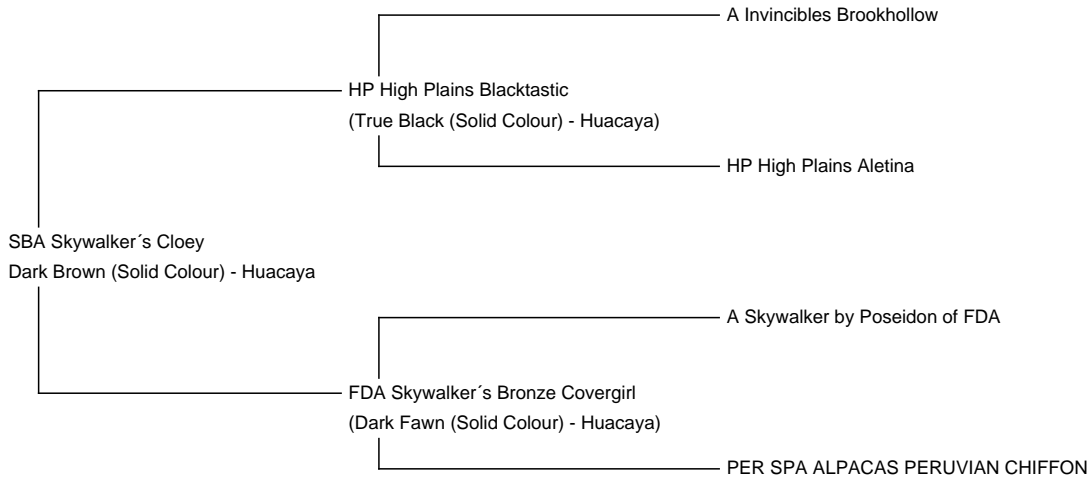 A Invincibles Brookhollow
HP High Plains Blacktastic
(True Black (Solid Colour) - Huacaya)
HP High Plains Aletina
SBA Skywalker´s Cloey
Dark Brown (Solid Colour) - Huacaya
A Skywalker by Poseidon of FDA
FDA Skywalker´s Bronze Covergirl
(Dark Fawn (Solid Colour) - Huacaya)
PER SPA ALPACAS PERUVIAN CHIFFON